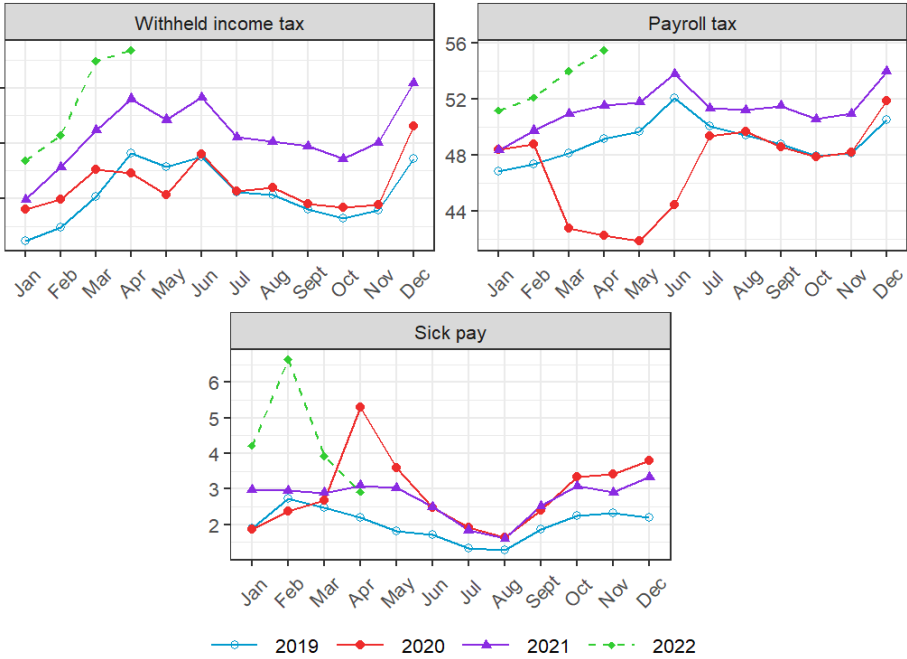 Withheld income tax
Payroll tax
56
52
48
44
Jan Feb Mar Apr May Jun Jul Aug Sept Oct Nov Dec
Jan Feb Mar Apr May Jun Jul Aug Sept Oct Nov Dec
Sick pay
6
5
4
3
2
Jan Feb Mar Apr May Jun Jul Aug Sept Oct Nov Dec
2019 2020 2021 2022